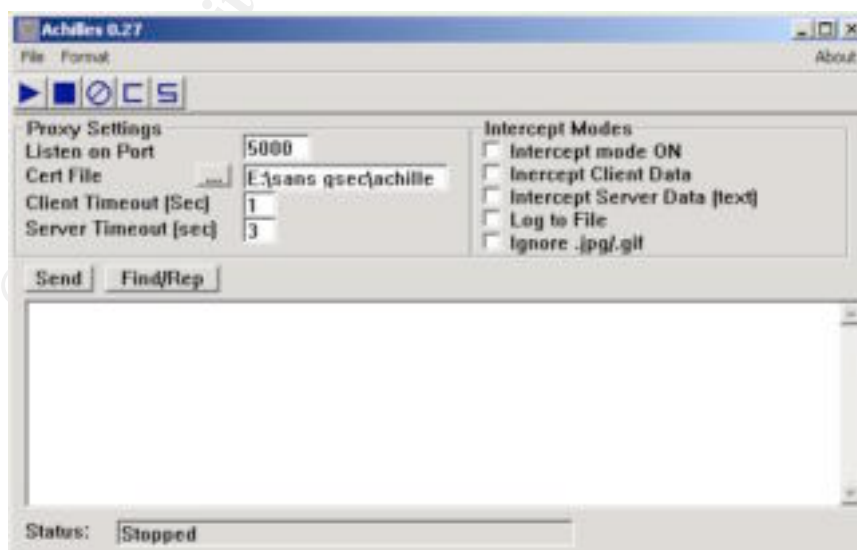 Achilles 0.27
File Format About
Proxy Settings
Listen on Port 5000
Cert File ... E:\sans gsec\achille
Client Timeout (Sec) 1
Server Timeout (sec) 3
Intercept Modes
Intercept mode ON
Inercept Client Data
Intercept Server Data (text)
Log to File
Ignore .jpg/.gif
Send Find/Rep
Status: Stopped